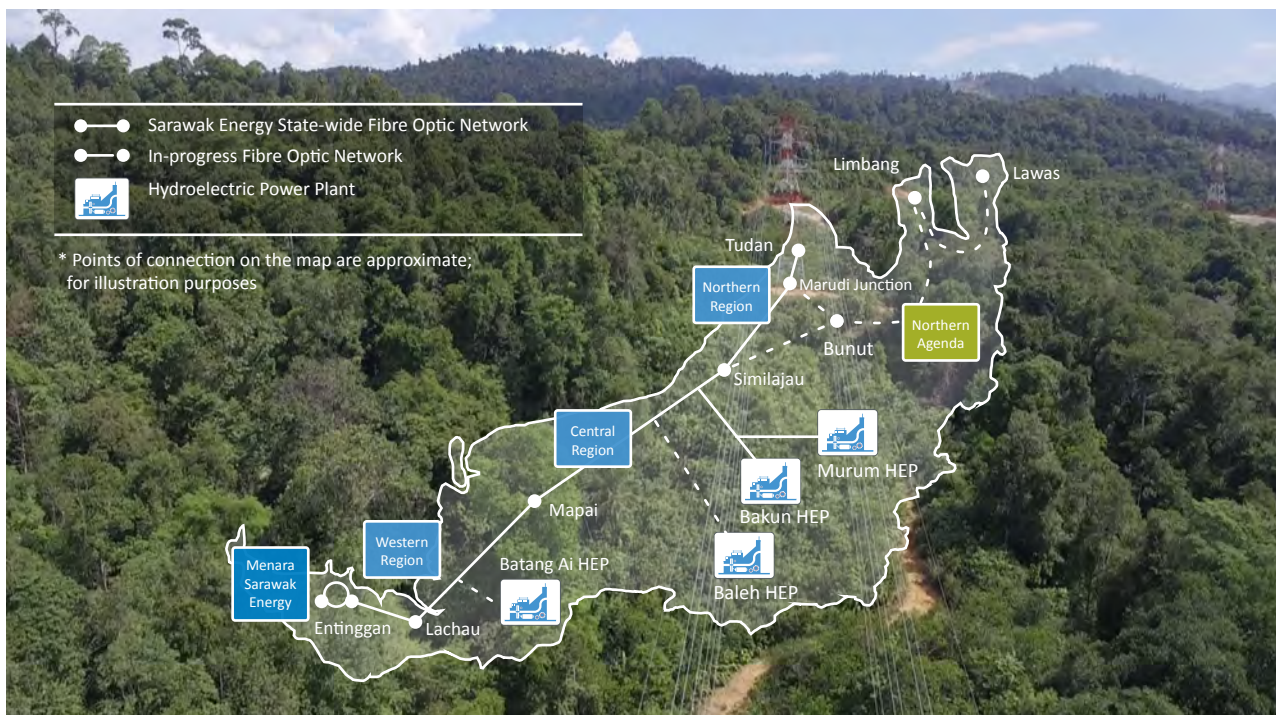 Sarawak Energy State-wide Fibre Optic Network
In-progress Fibre Optic Network
Hydroelectric Power Plant
* Points of connection on the map are approximate;
for illustration purposes
Limbang
Lawas
Tudan
Northern
Region
Marudi Junction
Northern
Agenda
Bunut
Similajau
Central
Region
Murum HEP
Mapai
Bakun HEP
Western
Region
Batang Ai HEP
Menara
Sarawak
Energy
Baleh HEP
Entinggan
Lachau